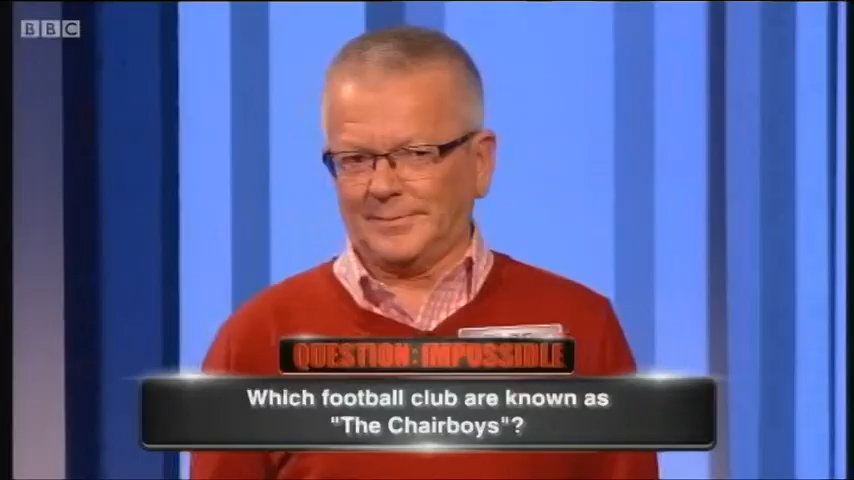 BBC
QUESTION: IMPOSSIBLE
Which football club are known as
"The Chairboys"?